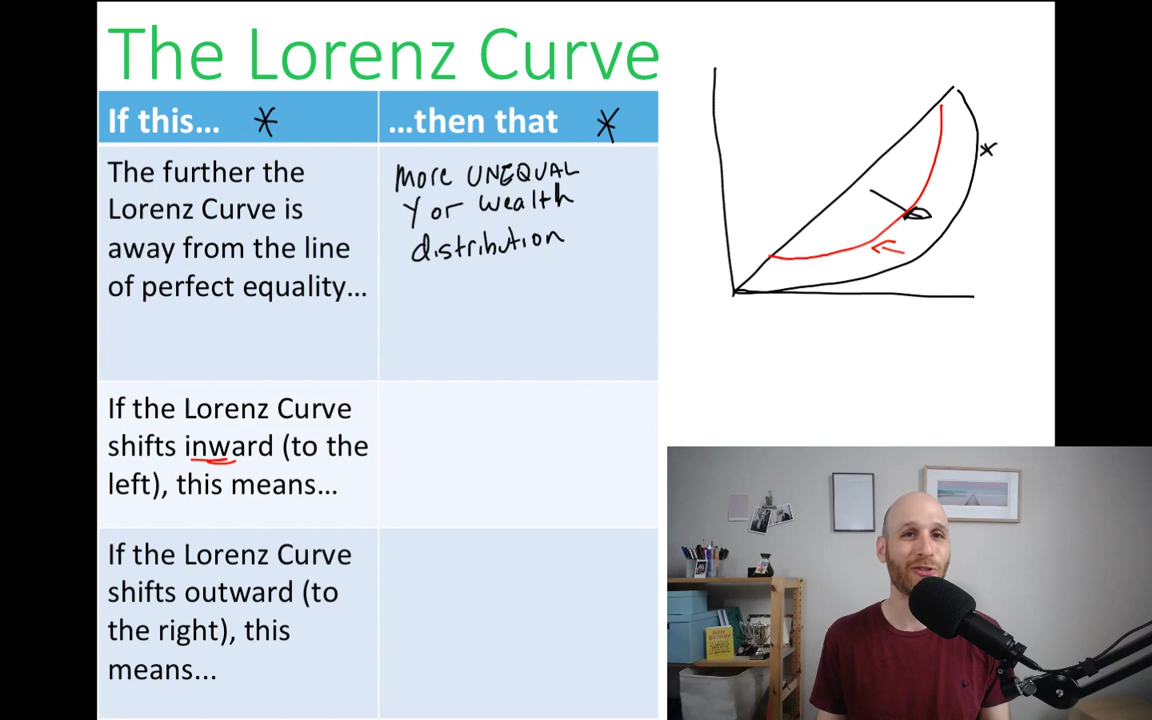 The Lorenz Curve
If this... *
...then that *
The further the
Lorenz Curve is
away from the line
of perfect equality...
More UNEQUAL
Y or wealth
distribution
If the Lorenz Curve
shifts inward (to the
left), this means...
If the Lorenz Curve
shifts outward (to
the right), this
means...